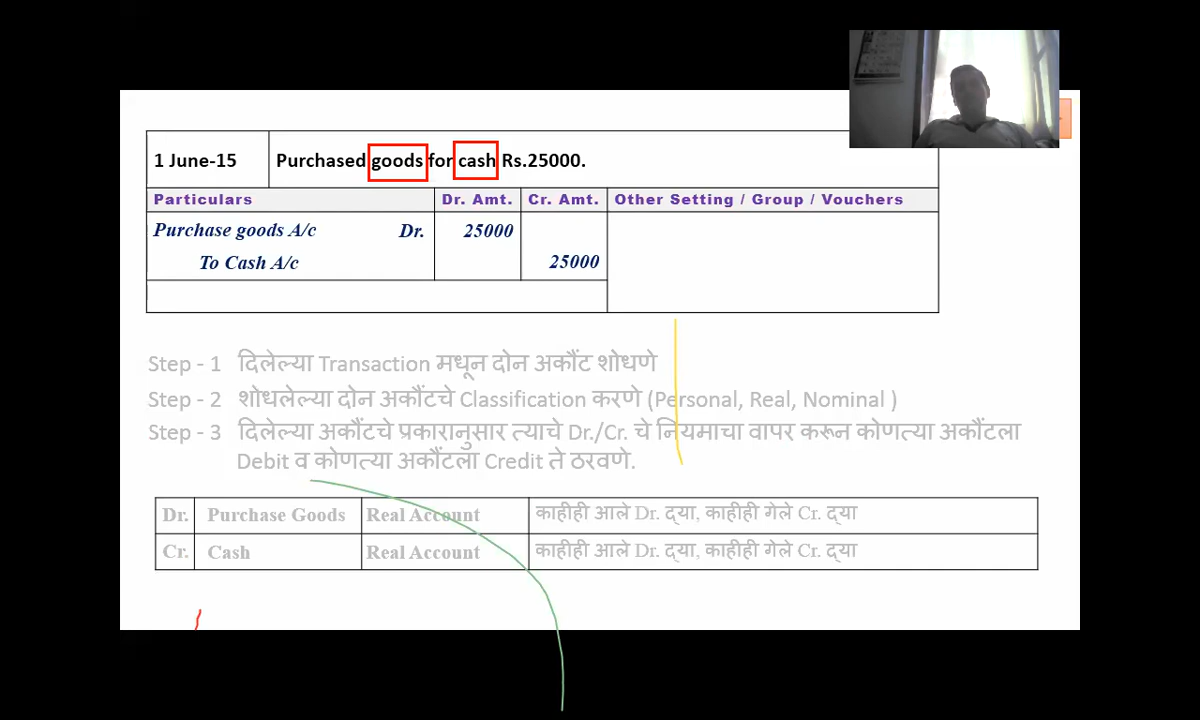 1 June-15 Purchased goods for cash Rs.25000.
Particulars Dr. Amt. Cr. Amt. Other Setting / Group / Vouchers
Purchase goods A/c Dr. 25000
To Cash A/c 25000
Step - 1 दिलेल्या Transaction मधून दोन अकौंट शोधणे
Step - 2 शोधलेल्या दोन अकौंटचे Classification करणे (Personal, Real, Nominal )
Step - 3 दिलेल्या अकौंटचे प्रकारानुसार त्याचे Dr./Cr. चे नियमाचा वापर करून कोणत्या अकौंटला
Debit व कोणत्या अकौंटला Credit ते ठरवणे.
Dr. Purchase Goods Real Account काहीही आले Dr. द्या, काहीही गेले Cr. द्या
Cr. Cash Real Account काहीही आले Dr. द्या, काहीही गेले Cr. द्या